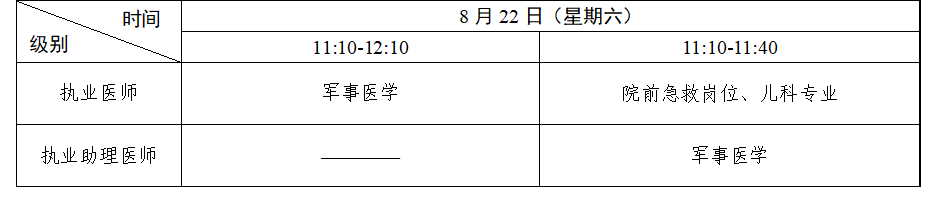 时间
级别
8 月 22 日（星期六）
11:10-12:10
11:10-11:40
执业医师
军事医学
院前急救岗位、儿科专业
执业助理医师
————
军事医学